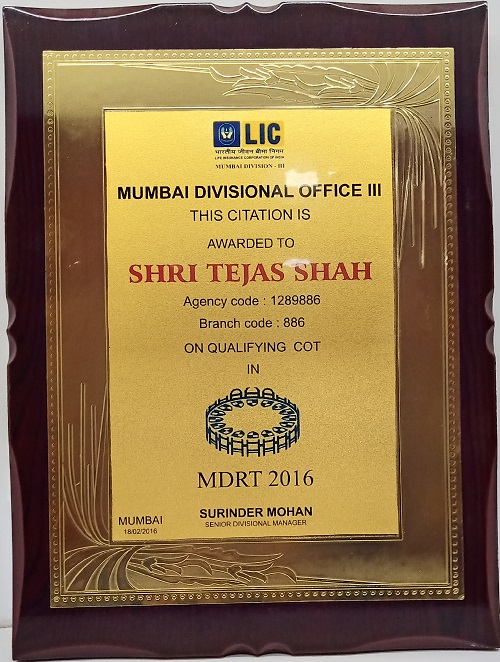 LIC
भारतीय जीवन बीमा निगम
LIFE INSURANCE CORPORATION OF INDIA
MUMBAI DIVISION - III
MUMBAI DIVISIONAL OFFICE III
THIS CITATION IS
AWARDED TO
SHRI TEJAS SHAH
Agency code : 1289886
Branch code : 886
ON QUALIFYING COT
IN
MDRT 2016
SURINDER MOHAN
SENIOR DIVISIONAL MANAGER
MUMBAI
18/02/2016